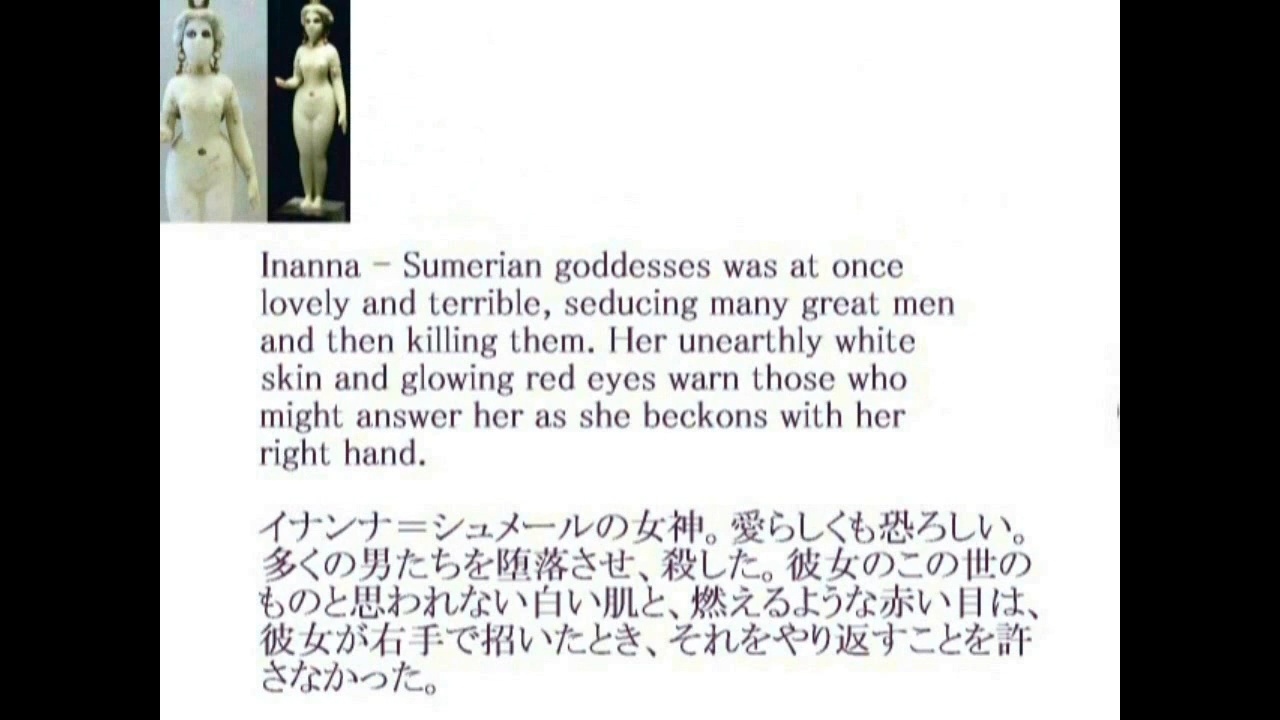 Inanna – Sumerian goddesses was at once
lovely and terrible, seducing many great men
and then killing them. Her unearthly white
skin and glowing red eyes warn those who
might answer her as she beckons with her
right hand.
イナンナ＝シュメールの女神。愛らしくも恐ろしい。
多くの男たちを堕落させ、殺した。彼女のこの世の
ものと思われない白い肌と、燃えるような赤い目は、
彼女が右手で招いたとき、それをやり返すことを許
さなかった。